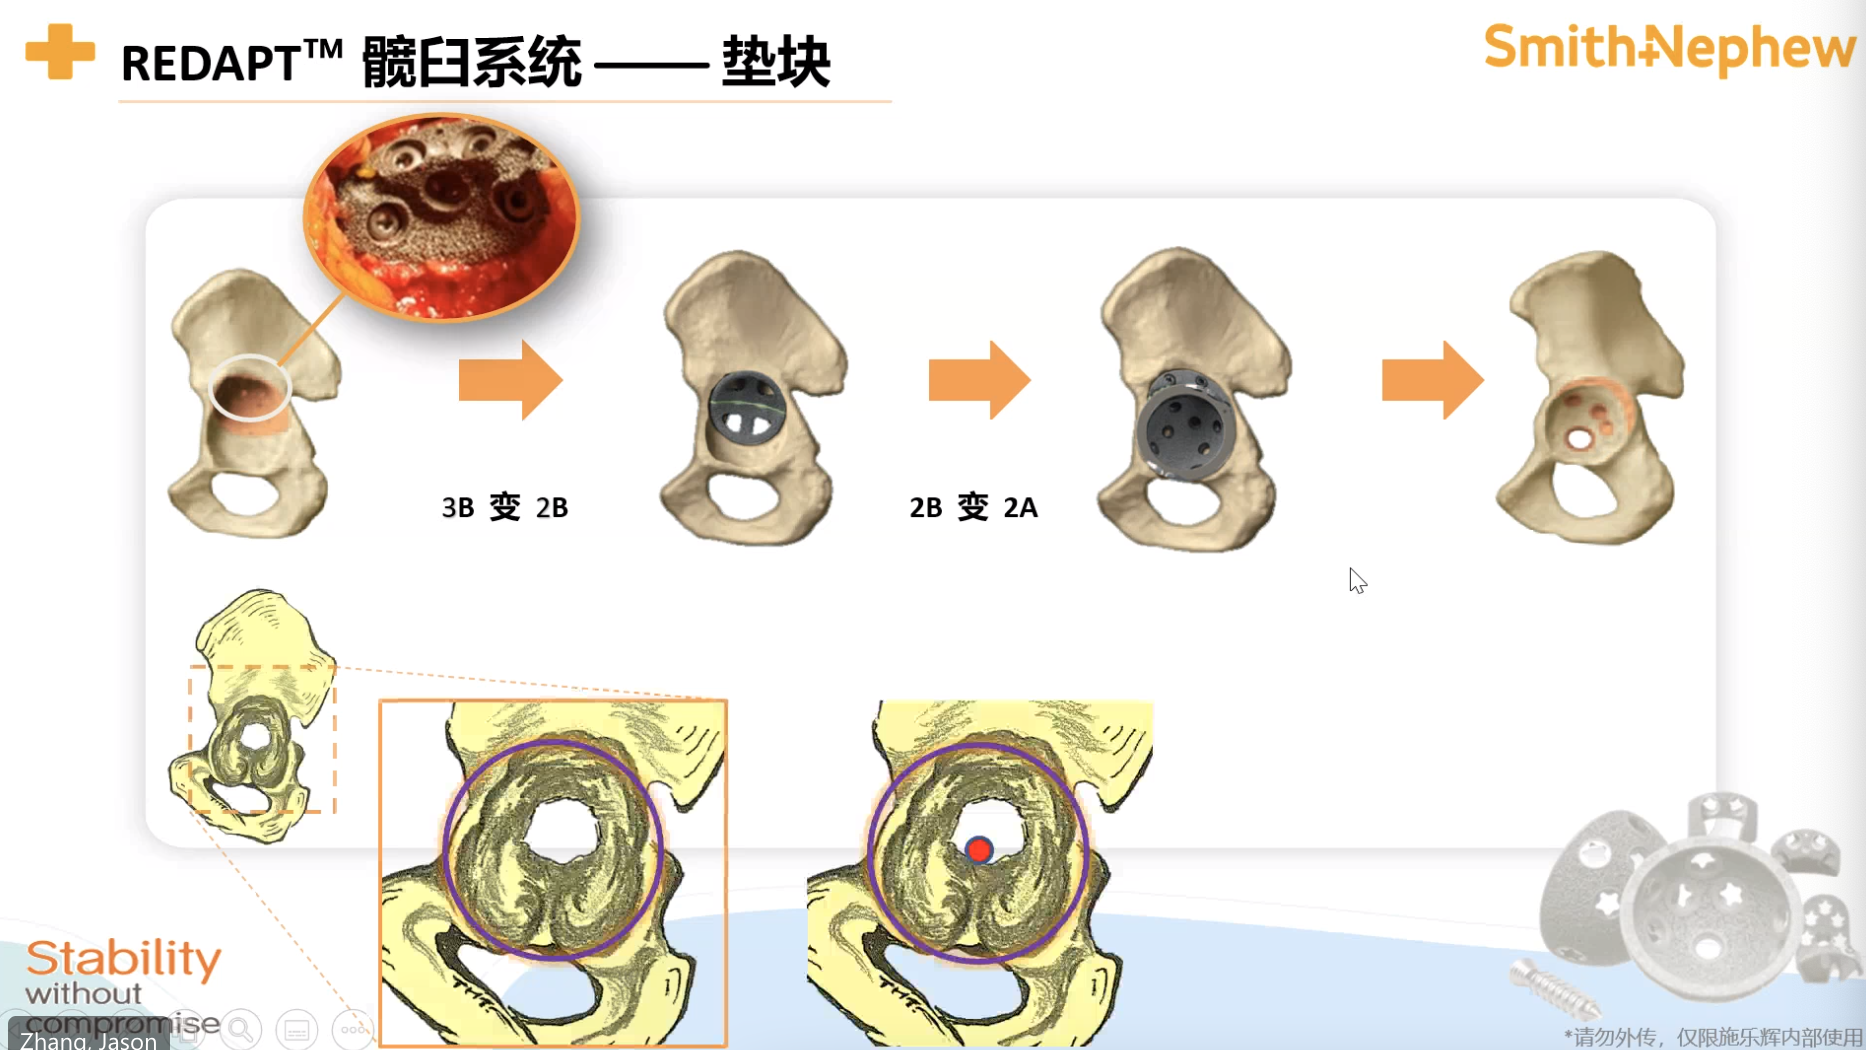 REDAPT™ 髋臼系统 —— 垫块
Smith+Nephew
3B 变 2B
2B 变 2A
Stability
without
compromise
Zhang, Jason
*请勿外传，仅限施乐辉内部使用